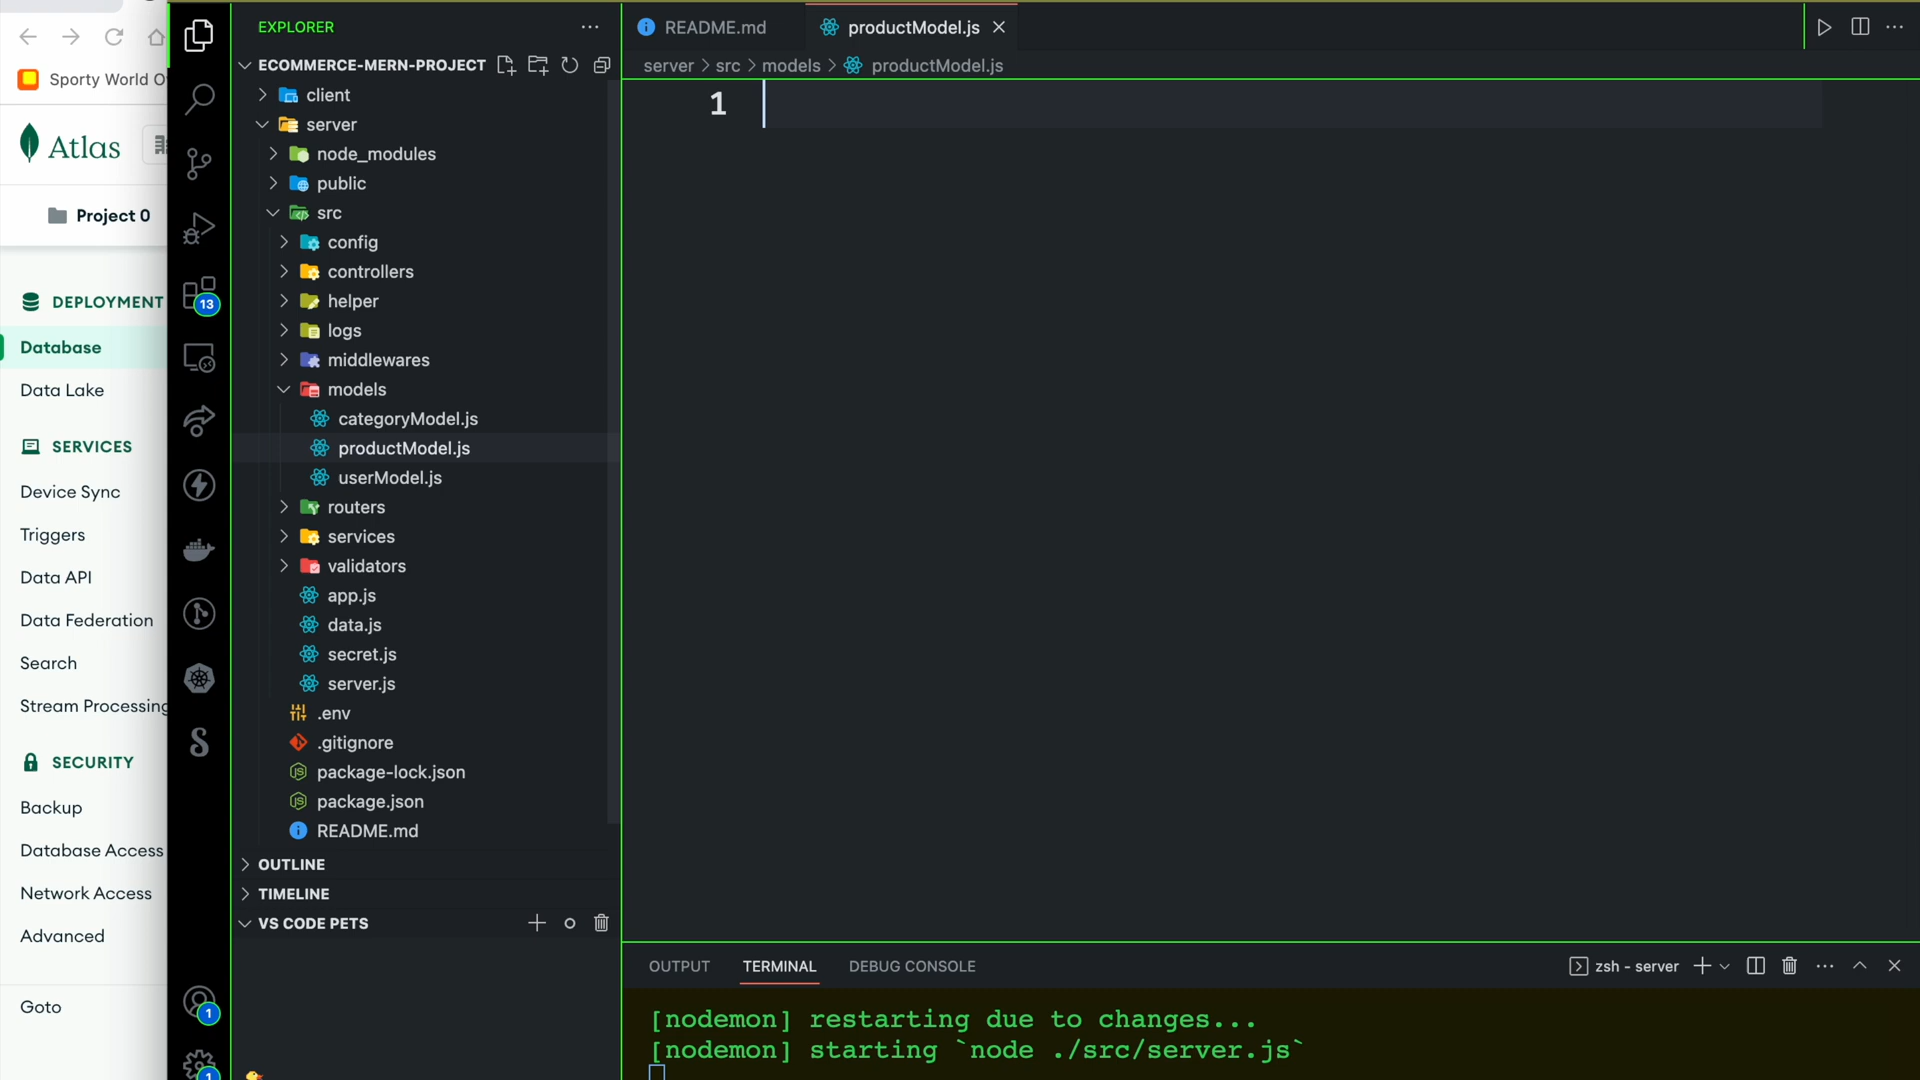 Sporty World O
Atlas
Project 0
DEPLOYMENT
Database
Data Lake
SERVICES
Device Sync
Triggers
Data API
Data Federation
Search
Stream Processing
SECURITY
Backup
Database Access
Network Access
Advanced
Goto
13
1
1
EXPLORER
ECOMMERCE-MERN-PROJECT
client
server
node_modules
public
src
config
controllers
helper
logs
middlewares
models
categoryModel.js
productModel.js
userModel.js
routers
services
validators
app.js
data.js
secret.js
server.js
.env
.gitignore
package-lock.json
package.json
README.md
OUTLINE
TIMELINE
VS CODE PETS
README.md
productModel.js
server > src > models > productModel.js
1
OUTPUT
TERMINAL
DEBUG CONSOLE
zsh - server
[nodemon] restarting due to changes...
[nodemon] starting `node ./src/server.js`